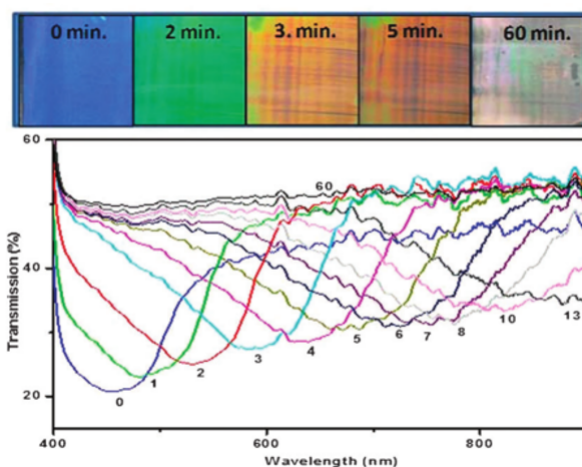 0 min. 2 min. 3. min. 5 min. 60 min.
60
60
40
Transmission (%)
20
0 1 2 3 4 5 6 7 8 10 13
400 600 800
Wavelength (nm)